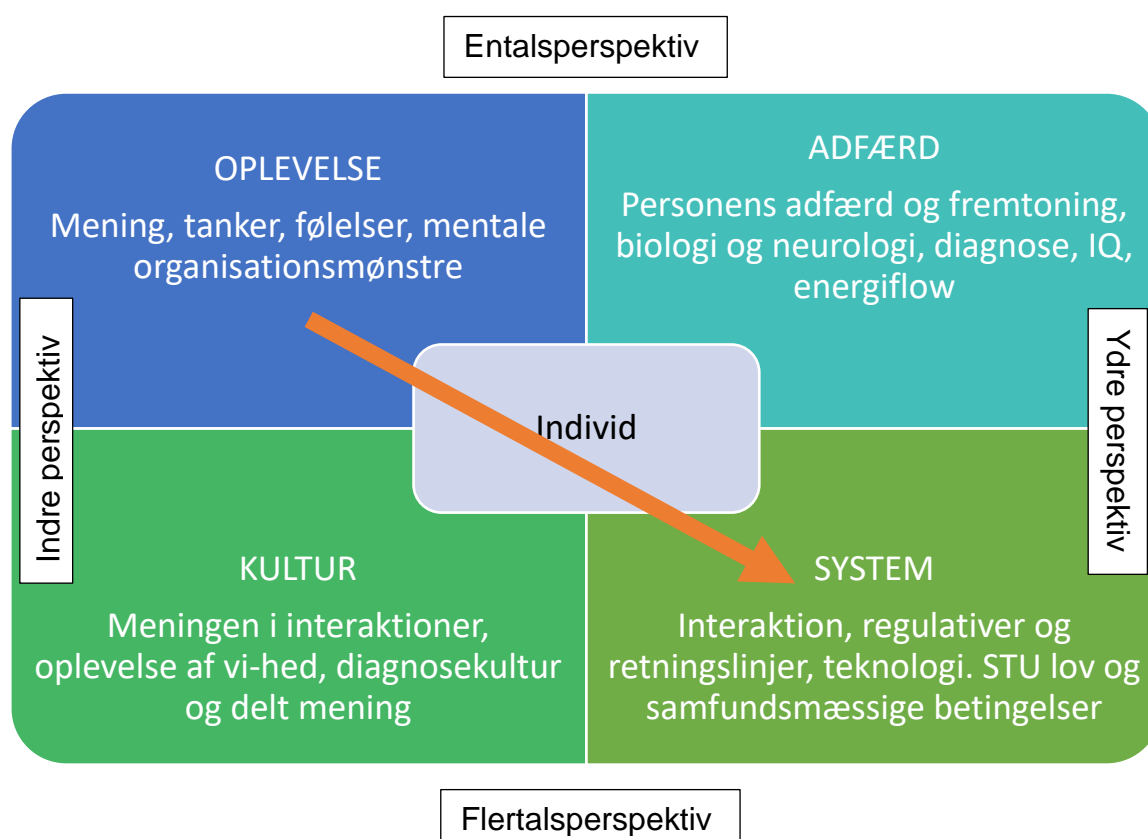 Entalsperspektiv
OPLEVELSE
Mening, tanker, følelser, mentale
organisationsmønstre
ADFÆRD
Personens adfærd og fremtoning,
biologi og neurologi, diagnose, IQ,
energiflow
Indre perspektiv
Individ
Ydre perspektiv
KULTUR
Meningen i interaktioner,
oplevelse af vi-hed, diagnosekultur
og delt mening
SYSTEM
Interaktion, regulativer og
retningslinjer, teknologi. STU lov og
samfundsmæssige betingelser
Flertalsperspektiv